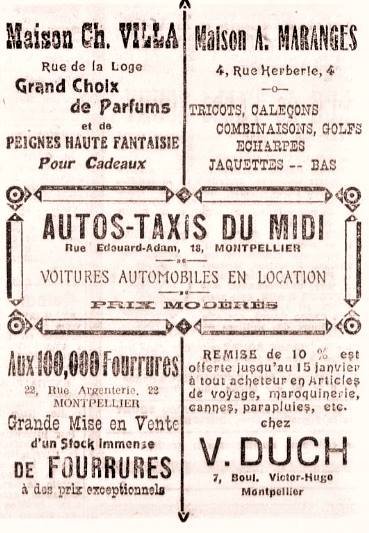 Maison Ch. VILLA
Rue de la Loge
Grand Choix
de Parfums
et de
PEIGNES HAUTE FANTAISIE
Pour Cadeaux
Maison A. MARANGES
4, Rue Herberie, 4
TRICOTS, CALEÇONS
COMBINAISONS, GOLFS
ECHARPES
JAQUETTES -- BAS
AUTOS-TAXIS DU MIDI
Rue Edouard-Adam, 18, MONTPELLIER
VOITURES AUTOMOBILES EN LOCATION
PRIX MODÉRÉS
Aux 100,000 Fourrures
22, Rue Argenterie, 22
MONTPELLIER
Grande Mise en Vente
d'un Stock immense
DE FOURRURES
à des prix exceptionnels
REMISE de 10 % est
offerte jusqu'au 15 janvier
à tout acheteur en Articles
de voyage, maroquinerie,
cannes, parapluies, etc.
chez
V. DUCH
7, Boul. Victor-Hugo
Montpellier